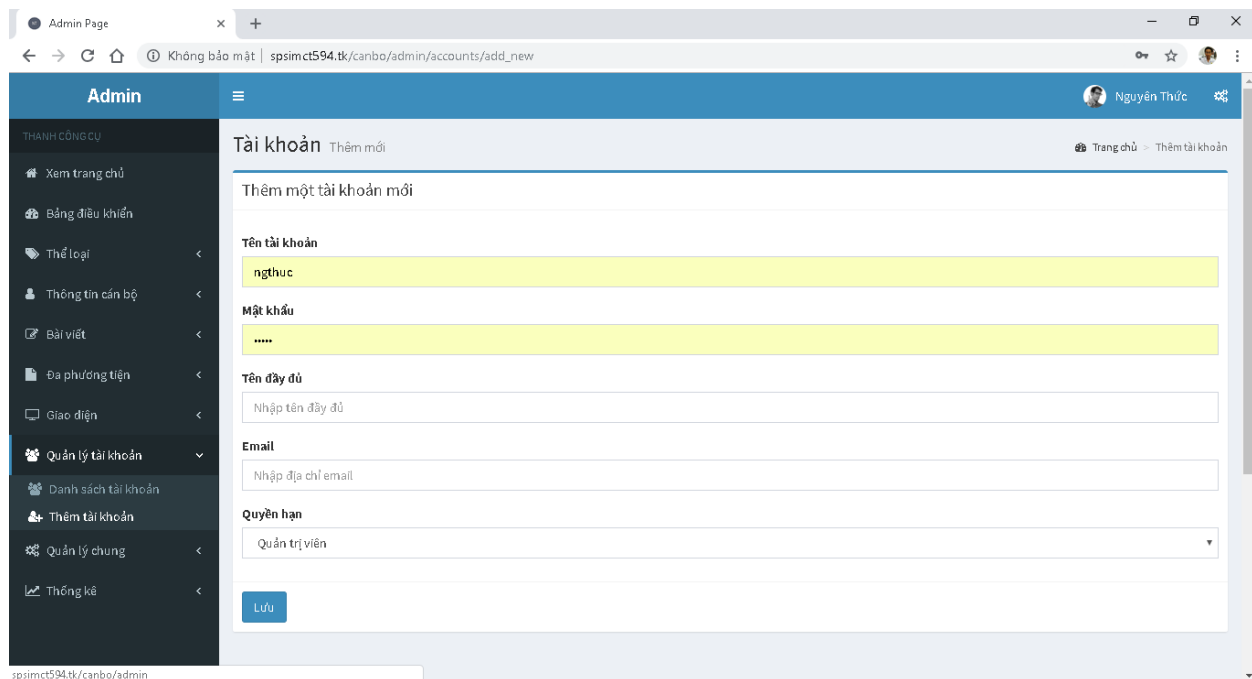 Admin Page
Không bảo mật | spsimct594.tk/canbo/admin/accounts/add_new
Admin
Nguyên Thức
THANH CÔNG CỤ
Tài khoản Thêm mới
Trang chủ > Thêm tài khoản
Xem trang chủ
Thêm một tài khoản mới
Bảng điều khiển
Tên tài khoản
Thể loại
ngthuc
Thông tin cán bộ
Mật khẩu
Bài viết
•••••
Đa phương tiện
Tên đầy đủ
Nhập tên đầy đủ
Giao diện
Email
Quản lý tài khoản
Nhập địa chỉ email
Danh sách tài khoản
Thêm tài khoản
Quyền hạn
Quản trị viên
Quản lý chung
Thống kê
Lưu
spsimct594.tk/canbo/admin